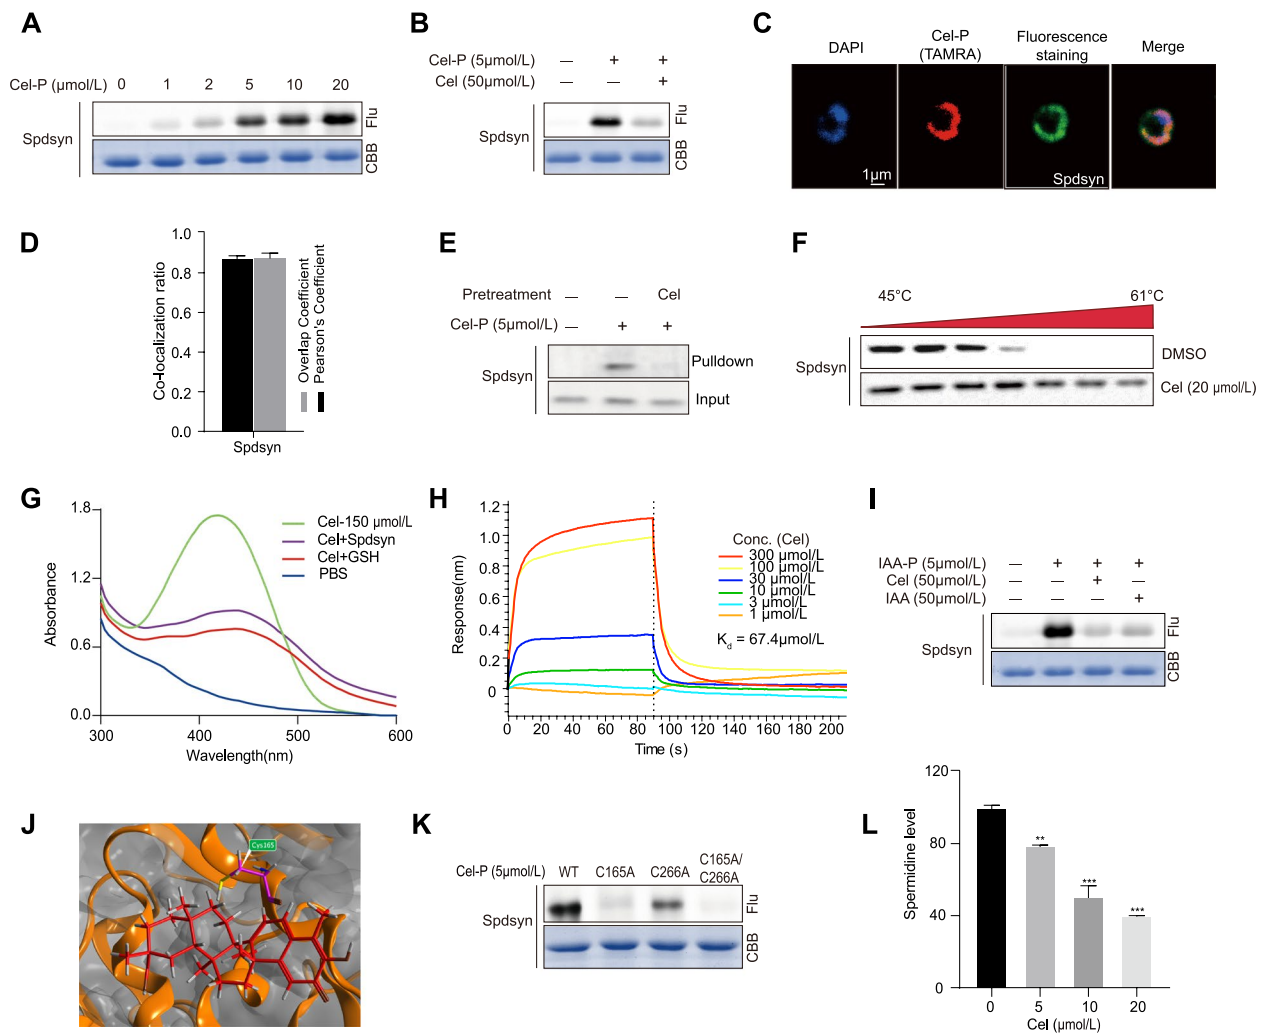 A
Cel-P (μmol/L) 0 1 2 5 10 20
Spdsyn
Flu
CBB
B
Cel-P (5μmol/L) — + +
Cel (50μmol/L) — — +
Spdsyn
Flu
CBB
C
DAPI
Cel-P
(TAMRA)
Fluorescence
staining
Merge
1μm
Spdsyn
D
Co-localization ratio
1.0
0.8
0.6
0.4
0.2
0.0
Spdsyn
Overlap Coefficient
Pearson's Coefficient
E
Pretreatment — — Cel
Cel-P (5μmol/L) — + +
Spdsyn
Pulldown
Input
F
45°C 61°C
Spdsyn
DMSO
Cel (20 μmol/L)
G
Absorbance
1.8
1.2
0.6
0.0
300 400 500 600
Wavelength(nm)
Cel-150 μmol/L
Cel+Spdsyn
Cel+GSH
PBS
H
Response(nm)
1.2
1.0
0.8
0.6
0.4
0.2
0
0 20 40 60 80 100 120 140 160 180 200
Time (s)
Conc. (Cel)
300 μmol/L
100 μmol/L
30 μmol/L
10 μmol/L
3 μmol/L
1 μmol/L
Kd = 67.4μmol/L
I
IAA-P (5μmol/L) — + + +
Cel (50μmol/L) — — + —
IAA (50μmol/L) — — — +
Spdsyn
Flu
CBB
J
Cys165
K
Cel-P (5μmol/L) WT C165A C266A C165A/
C266A
Spdsyn
Flu
CBB
L
Spermidine level
120
80
40
0
**
***
***
0 5 10 20
Cel (μmol/L)